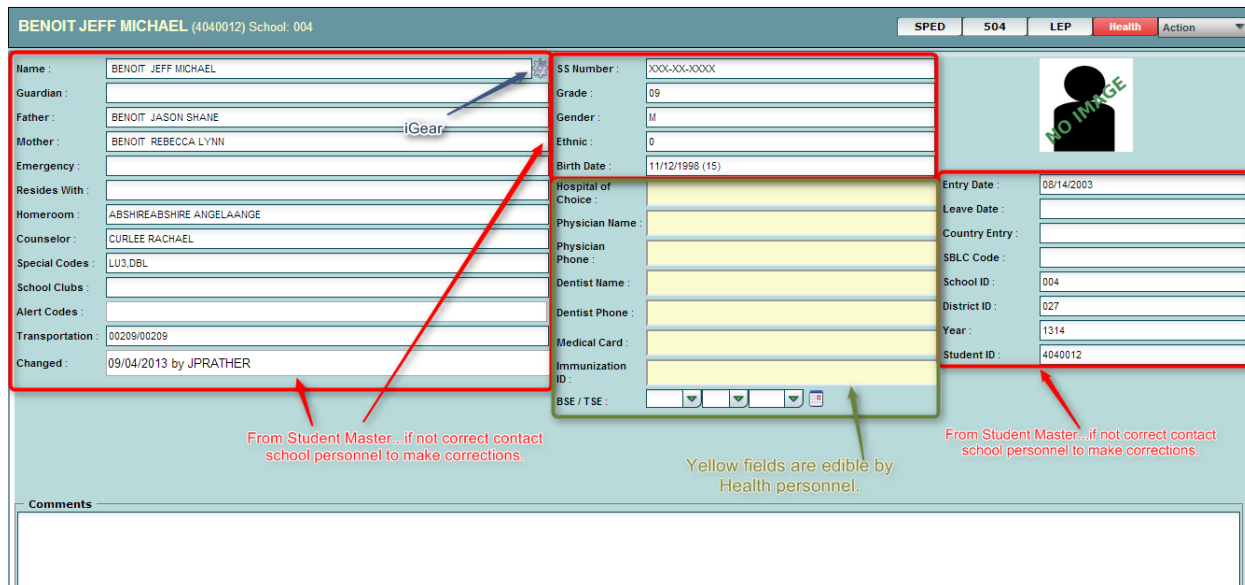 BENOIT JEFF MICHAEL (4040012) School: 004
SPED 504 LEP Health Action
Name : BENOIT JEFF MICHAEL
Guardian :
Father : BENOIT JASON SHANE
Mother : BENOIT REBECCA LYNN
Emergency :
Resides With :
Homeroom : ABSHIREABSHIRE ANGELAANGE
Counselor : CURLEE RACHAEL
Special Codes : LU3,DBL
School Clubs :
Alert Codes :
Transportation : 00209/00209
Changed : 09/04/2013 by JPRATHER
iGear
SS Number : XXX-XX-XXXX
Grade : 09
Gender : M
Ethnic : 0
Birth Date : 11/12/1998 (15)
Hospital of
Choice :
Physician Name :
Physician
Phone :
Dentist Name :
Dentist Phone :
Medical Card :
Immunization
ID :
BSE / TSE :
NO IMAGE
Entry Date : 08/14/2003
Leave Date :
Country Entry :
SBLC Code :
School ID : 004
District ID : 027
Year : 1314
Student ID : 4040012
From Student Master...if not correct contact
school personnel to make corrections.
Yellow fields are edible by
Health personnel.
From Student Master...if not correct contact
school personnel to make corrections.
Comments